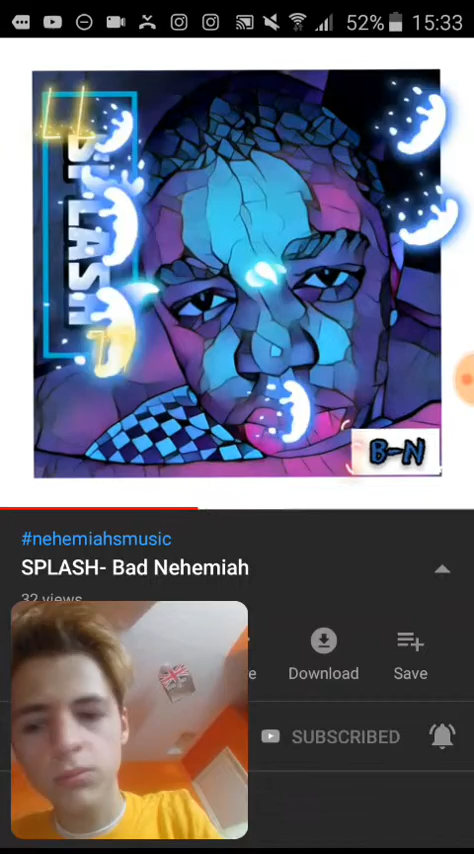 52% 15:33
SPLASH
B-N
#nehemiahsmusic
SPLASH- Bad Nehemiah
32 views
Download
Save
SUBSCRIBED